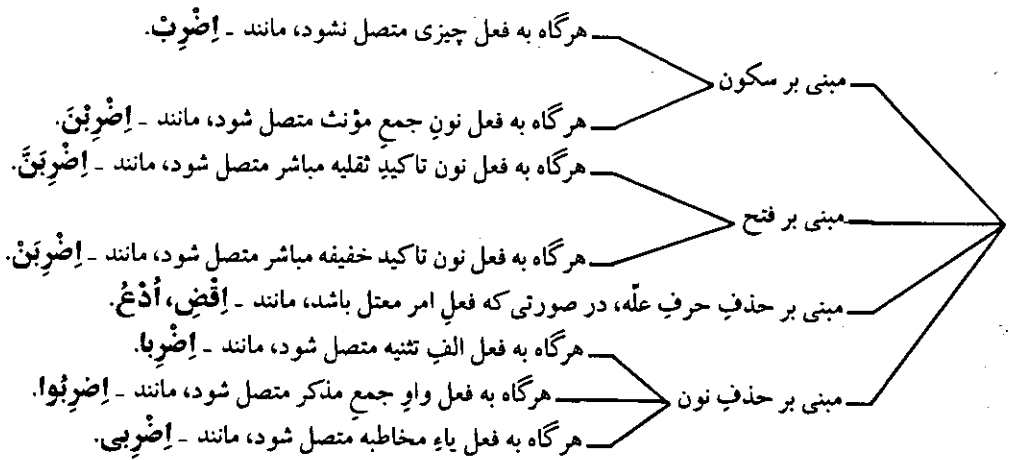 هرگاه به فعل چیزی متصل نشود، مانند ـ اِضْرِبْ.
مبنی بر سکون
هرگاه به فعل نونِ جمعِ مؤنث متصل شود، مانند ـ اِضْرِبْنَ.
هرگاه به فعل نون تاکیدِ ثقلیه مباشر متصل شود، مانند ـ اِضْرِبَنَّ.
مبنی بر فتح
هرگاه به فعل نون تاکید خفیفه مباشر متصل شود، مانند ـ اِضْرِبَنْ.
مبنی بر حذفِ حرفِ علّه، در صورتی که فعلِ امر معتل باشد، مانند ـ اِقْضِ، اُدْعُ.
هرگاه به فعل الفِ تثنیه متصل شود، مانند ـ اِضْرِبا.
مبنی بر حذفِ نون
هرگاه به فعل واوِ جمعِ مذکر متصل شود، مانند ـ اِضرِبُوا.
هرگاه به فعل یاءِ مخاطبه متصل شود، مانند ـ اِضْرِبی.